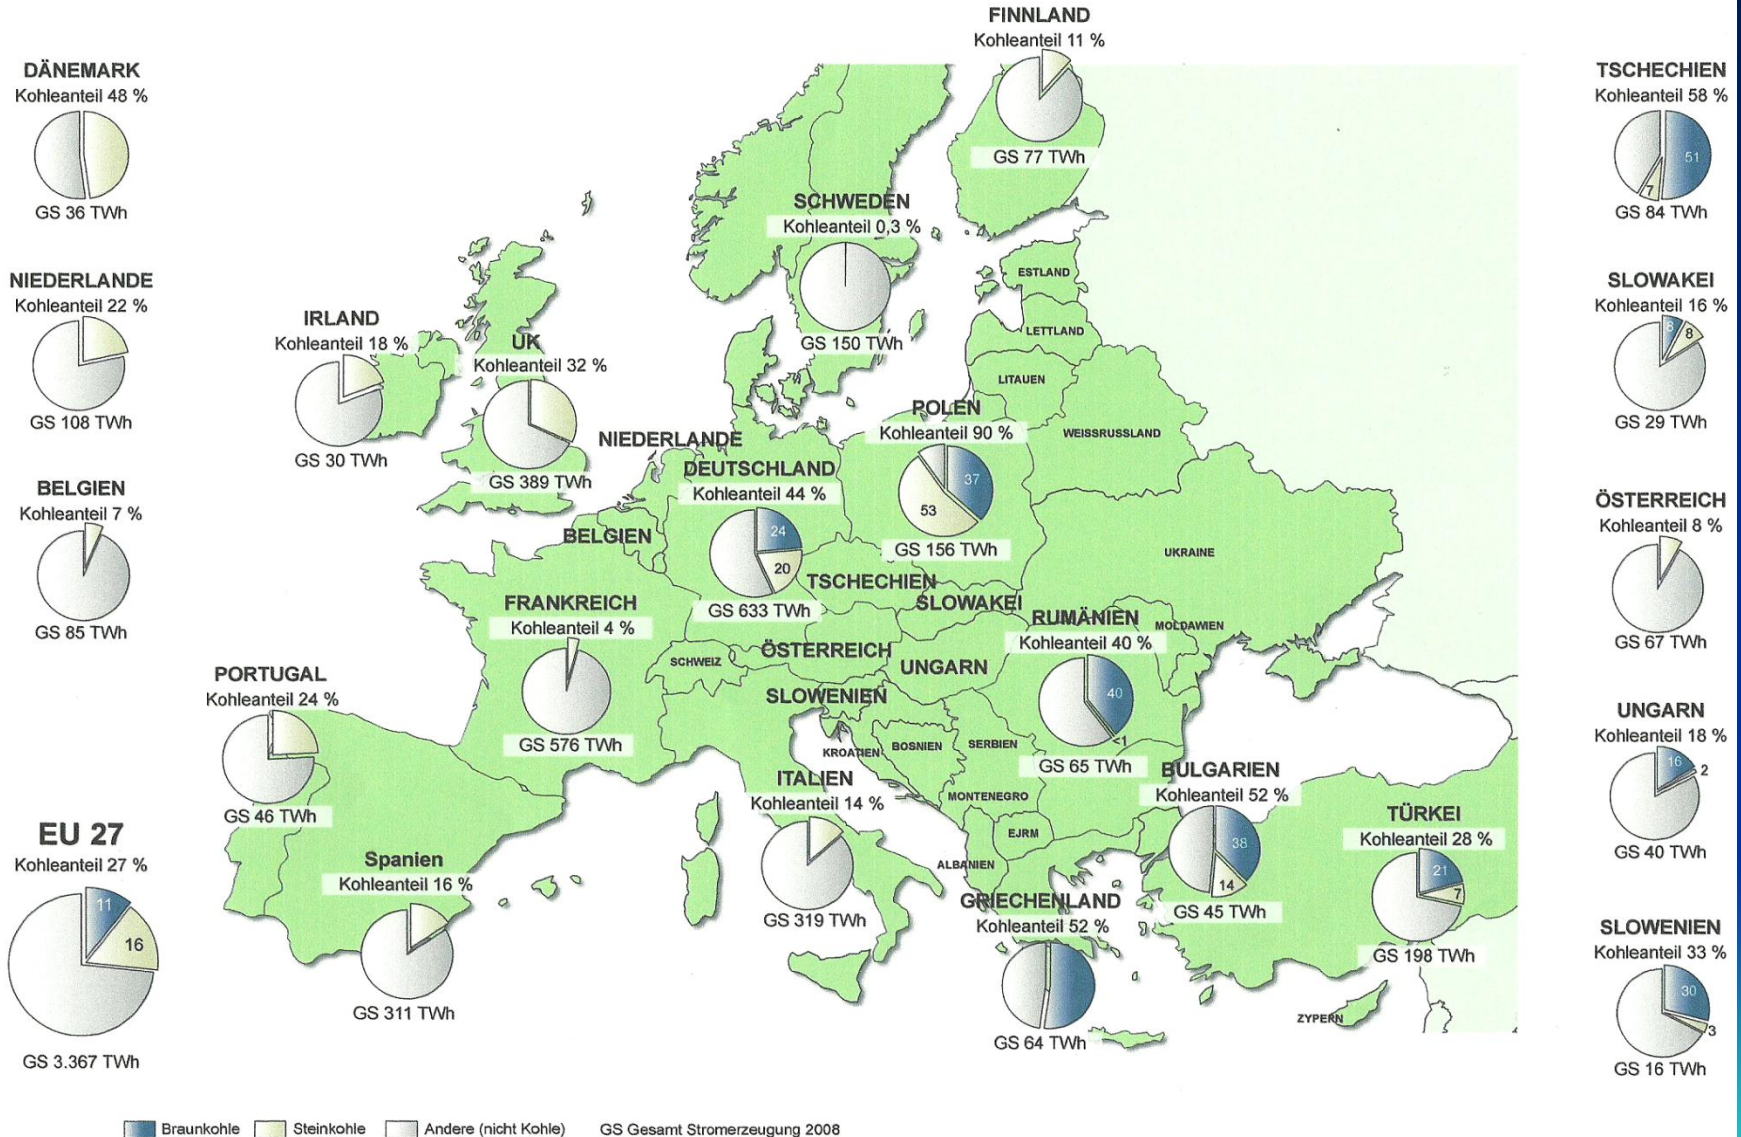 FINNLAND
Kohleanteil 11 %
GS 77 TWh
DÄNEMARK
Kohleanteil 48 %
GS 36 TWh
TSCHECHIEN
Kohleanteil 58 %
51
7
GS 84 TWh
SCHWEDEN
Kohleanteil 0,3 %
GS 150 TWh
NIEDERLANDE
Kohleanteil 22 %
GS 108 TWh
IRLAND
Kohleanteil 18 %
GS 30 TWh
UK
Kohleanteil 32 %
GS 389 TWh
ESTLAND
LETTLAND
LITAUEN
WEISSRUSSLAND
SLOWAKEI
Kohleanteil 16 %
8
8
GS 29 TWh
POLEN
Kohleanteil 90 %
37
53
GS 156 TWh
NIEDERLANDE
DEUTSCHLAND
Kohleanteil 44 %
24
20
GS 633 TWh
BELGIEN
Kohleanteil 7 %
GS 85 TWh
BELGIEN
UKRAINE
ÖSTERREICH
Kohleanteil 8 %
GS 67 TWh
TSCHECHIEN
SLOWAKEI
FRANKREICH
Kohleanteil 4 %
GS 576 TWh
RUMÄNIEN
Kohleanteil 40 %
40
<1
GS 65 TWh
MOLDAWIEN
SCHWEIZ
ÖSTERREICH
UNGARN
SLOWENIEN
KROATIEN
BOSNIEN
SERBIEN
MONTENEGRO
EJRM
ALBANIEN
PORTUGAL
Kohleanteil 24 %
GS 46 TWh
UNGARN
Kohleanteil 18 %
16
2
GS 40 TWh
ITALIEN
Kohleanteil 14 %
GS 319 TWh
BULGARIEN
Kohleanteil 52 %
38
14
GS 45 TWh
TÜRKEI
Kohleanteil 28 %
21
7
GS 198 TWh
EU 27
Kohleanteil 27 %
11
16
GS 3.367 TWh
Spanien
Kohleanteil 16 %
GS 311 TWh
GRIECHENLAND
Kohleanteil 52 %
GS 64 TWh
ZYPERN
SLOWENIEN
Kohleanteil 33 %
30
3
GS 16 TWh
Braunkohle Steinkohle Andere (nicht Kohle) GS Gesamt Stromerzeugung 2008